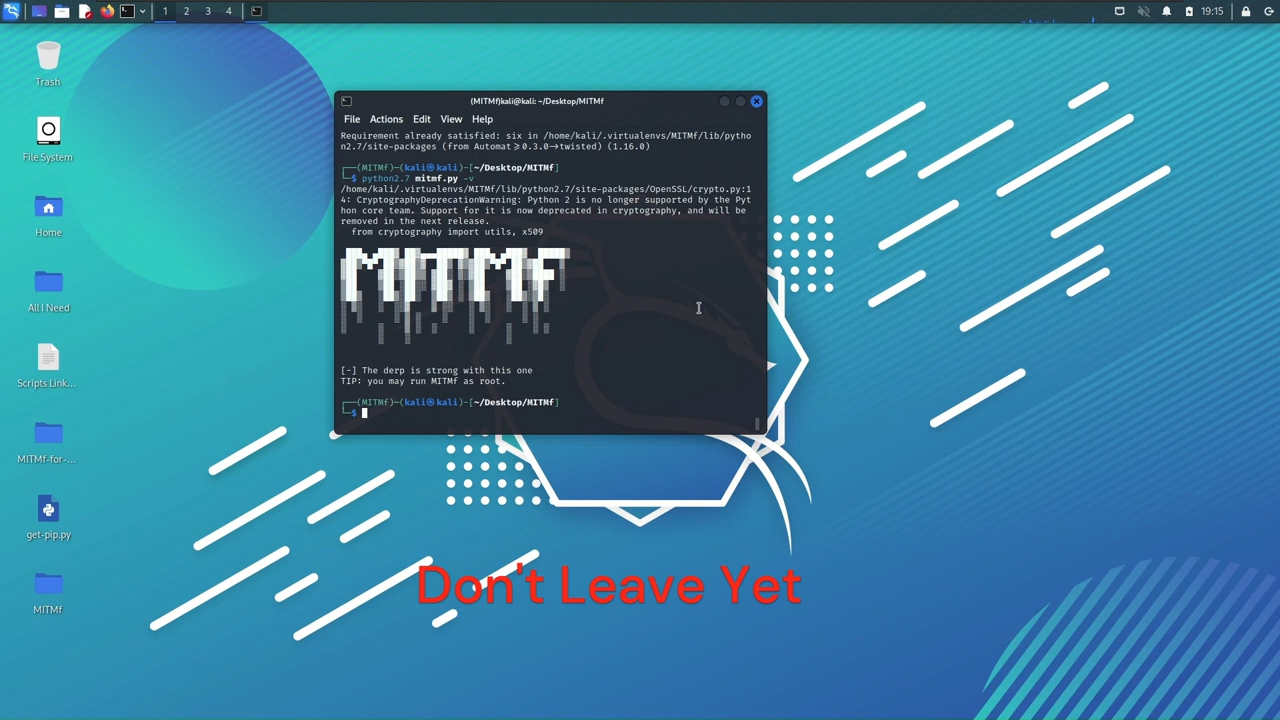 1 2 3 4
19:15
Trash
File System
Home
All I Need
Scripts Link...
MITMf-for-...
get-pip.py
MITMf
(MITMf)kali@kali: ~/Desktop/MITMf
File Actions Edit View Help
Requirement already satisfied: six in /home/kali/.virtualenvs/MITMf/lib/pytho
n2.7/site-packages (from Automat≥0.3.0→twisted) (1.16.0)
┌──(MITMf)─(kali㉿kali)-[~/Desktop/MITMf]
└─$ python2.7 mitmf.py -v
/home/kali/.virtualenvs/MITMf/lib/python2.7/site-packages/OpenSSL/crypto.py:1
4: CryptographyDeprecationWarning: Python 2 is no longer supported by the Pyt
hon core team. Support for it is now deprecated in cryptography, and will be
removed in the next release.
from cryptography import utils, x509
MITMF
[-] The derp is strong with this one
TIP: you may run MITMf as root.
┌──(MITMf)─(kali㉿kali)-[~/Desktop/MITMf]
└─$
Don't Leave Yet